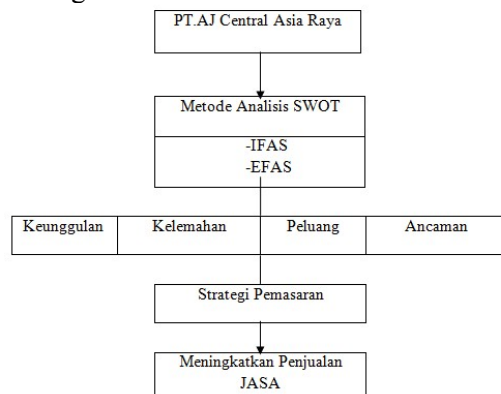 PT.AJ Central Asia Raya
Metode Analisis SWOT
-IFAS
-EFAS
Keunggulan Kelemahan Peluang Ancaman
Strategi Pemasaran
Meningkatkan Penjualan
JASA